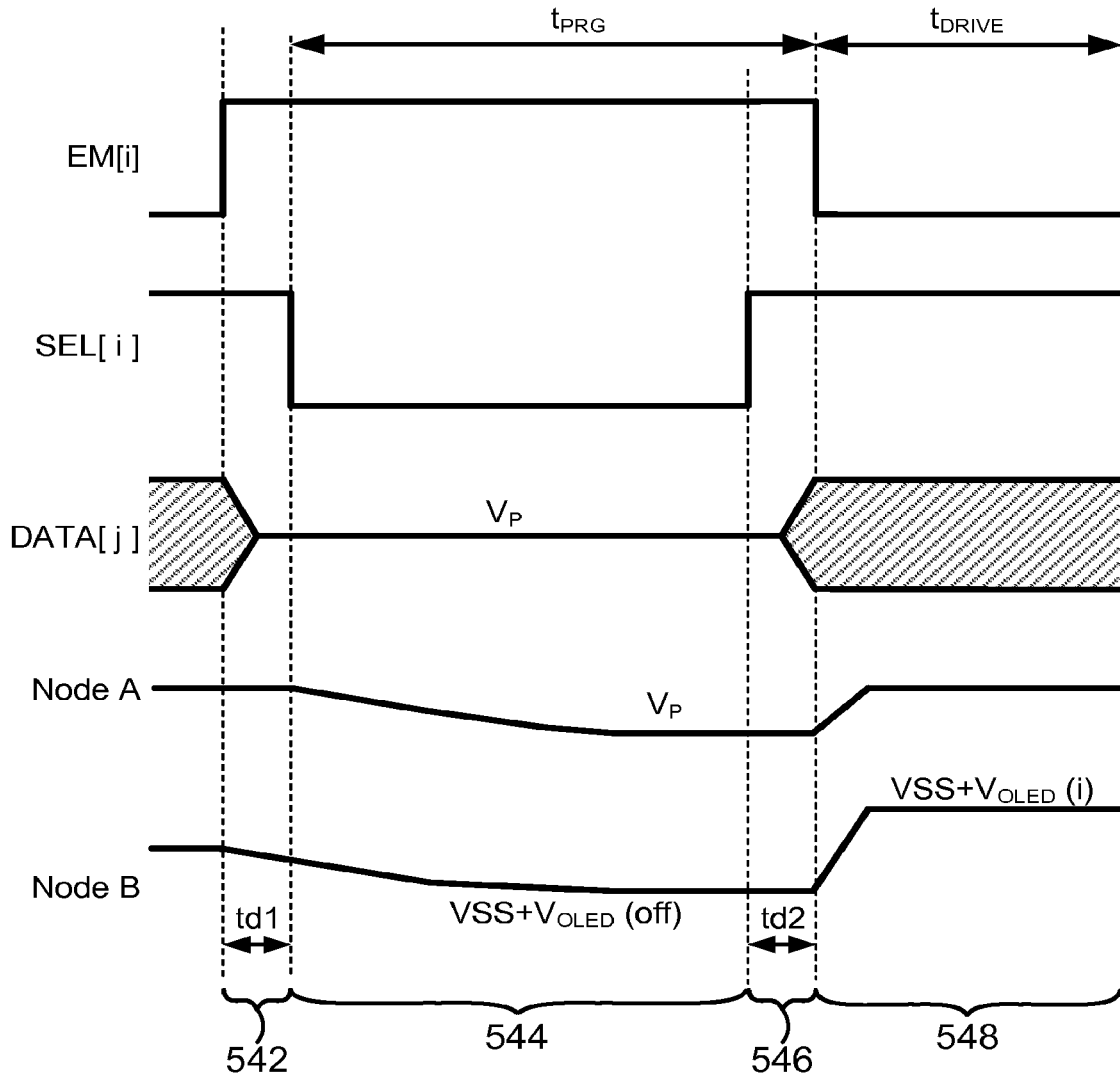 tPRG
tDRIVE
EM[i]
SEL[ i ]
DATA[ j ]
VP
Node A
VP
VSS+VOLED (i)
Node B
VSS+VOLED (off)
td1
td2
542
544
546
548